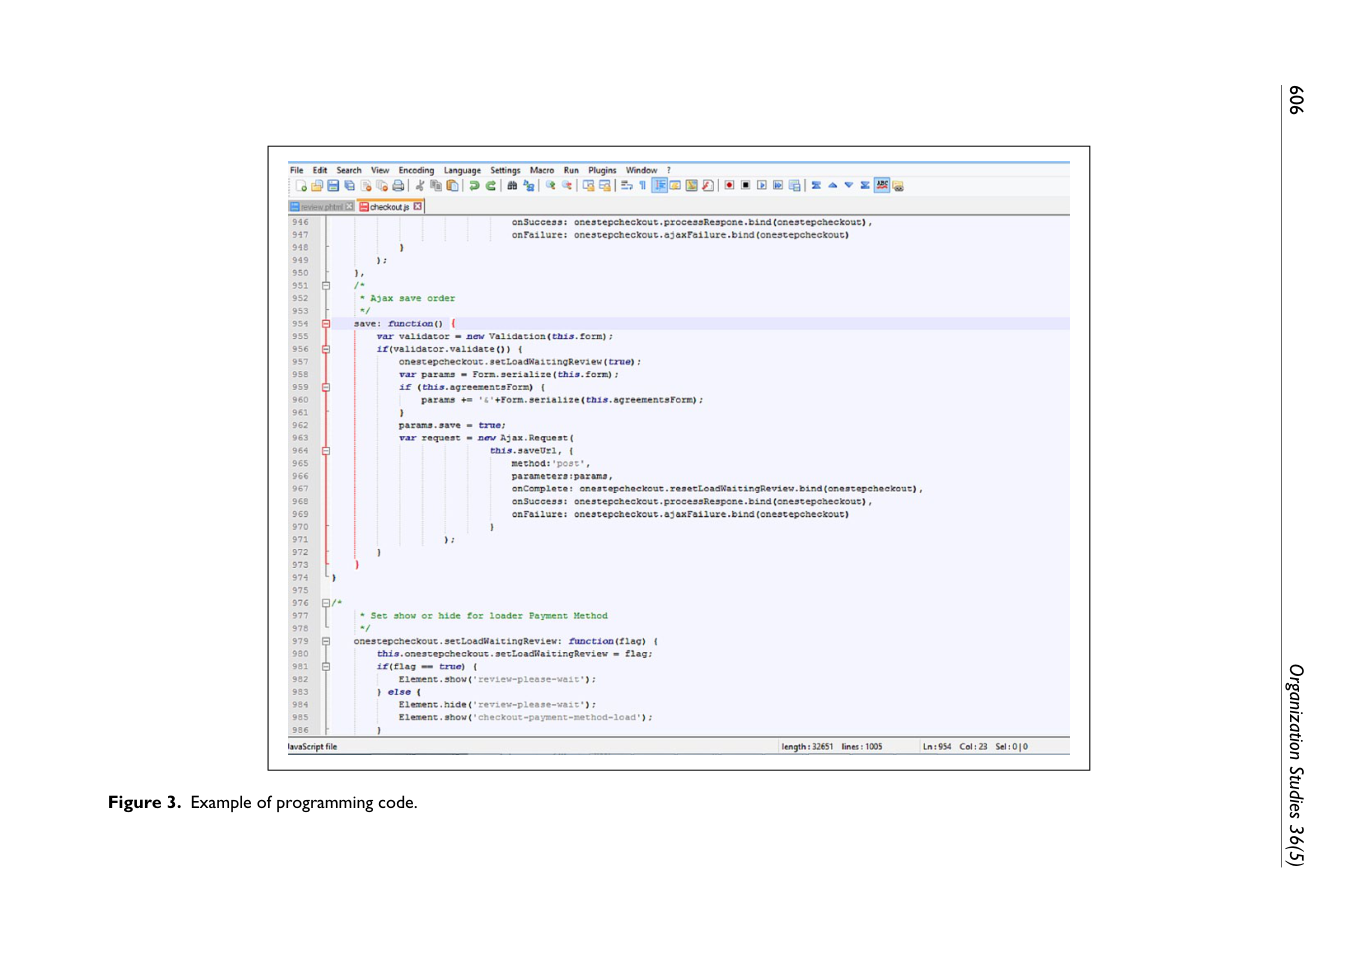 606
Organization Studies 36(5)
File Edit Search View Encoding Language Settings Macro Run Plugins Window ?
review.phtml checkout.js
946 onSuccess: onestepcheckout.processRespone.bind(onestepcheckout),
947 onFailure: onestepcheckout.ajaxFailure.bind(onestepcheckout)
948 }
949 );
950 },
951 /*
952 * Ajax save order
953 */
954 save: function() {
955 var validator = new Validation(this.form);
956 if(validator.validate()) {
957 onestepcheckout.setLoadWaitingReview(true);
958 var params = Form.serialize(this.form);
959 if (this.agreementsForm) {
960 params += '&'+Form.serialize(this.agreementsForm);
961 }
962 params.save = true;
963 var request = new Ajax.Request(
964 this.saveUrl, {
965 method:'post',
966 parameters:params,
967 onComplete: onestepcheckout.resetLoadWaitingReview.bind(onestepcheckout),
968 onSuccess: onestepcheckout.processRespone.bind(onestepcheckout),
969 onFailure: onestepcheckout.ajaxFailure.bind(onestepcheckout)
970 }
971 );
972 }
973 }
974 }
975
976 /*
977 * Set show or hide for loader Payment Method
978 */
979 onestepcheckout.setLoadWaitingReview: function(flag) {
980 this.onestepcheckout.setLoadWaitingReview = flag;
981 if(flag == true) {
982 Element.show('review-please-wait');
983 } else {
984 Element.hide('review-please-wait');
985 Element.show('checkout-payment-method-load');
986 }
JavaScript file length : 32651 lines : 1005 Ln : 954 Col : 23 Sel : 0 | 0
Figure 3. Example of programming code.